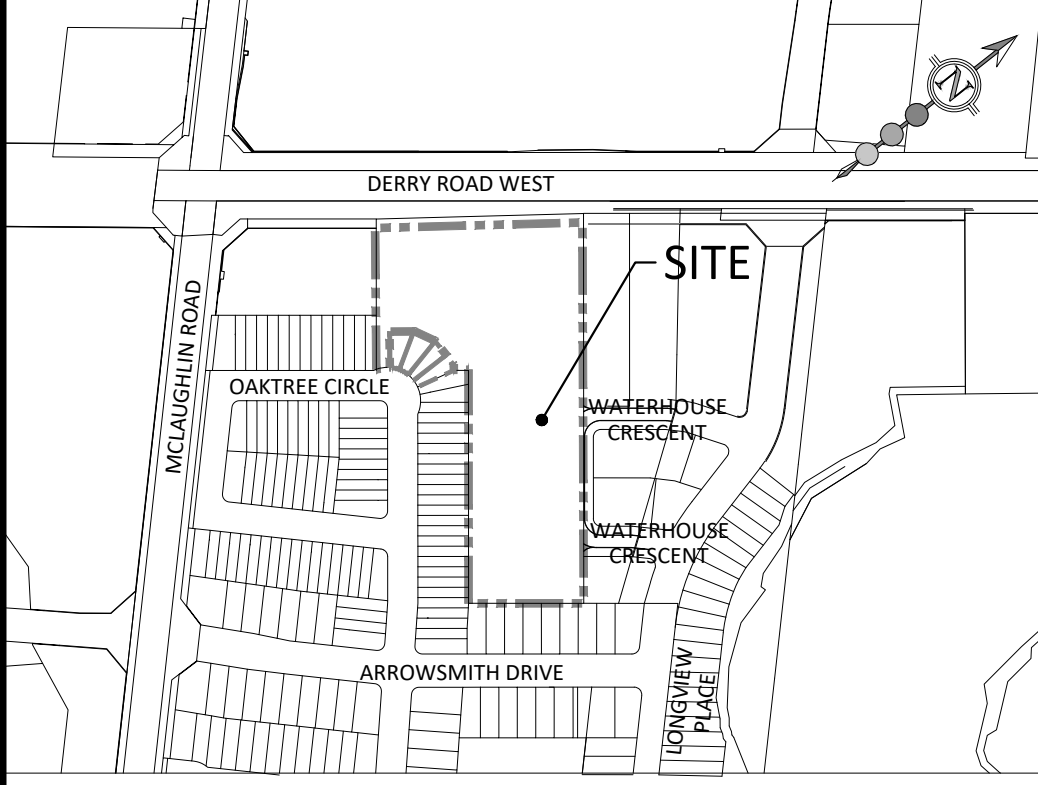 N
DERRY ROAD WEST
SITE
MCLAUGHLIN ROAD
OAKTREE CIRCLE
WATERHOUSE
CRESCENT
WATERHOUSE
CRESCENT
ARROWSMITH DRIVE
LONGVIEW
PLACE